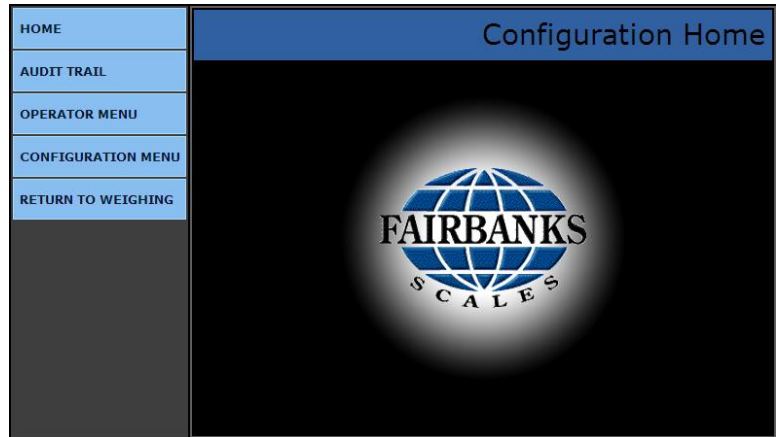 HOME
Configuration Home
AUDIT TRAIL
OPERATOR MENU
CONFIGURATION MENU
RETURN TO WEIGHING
FAIRBANKS
SCALES